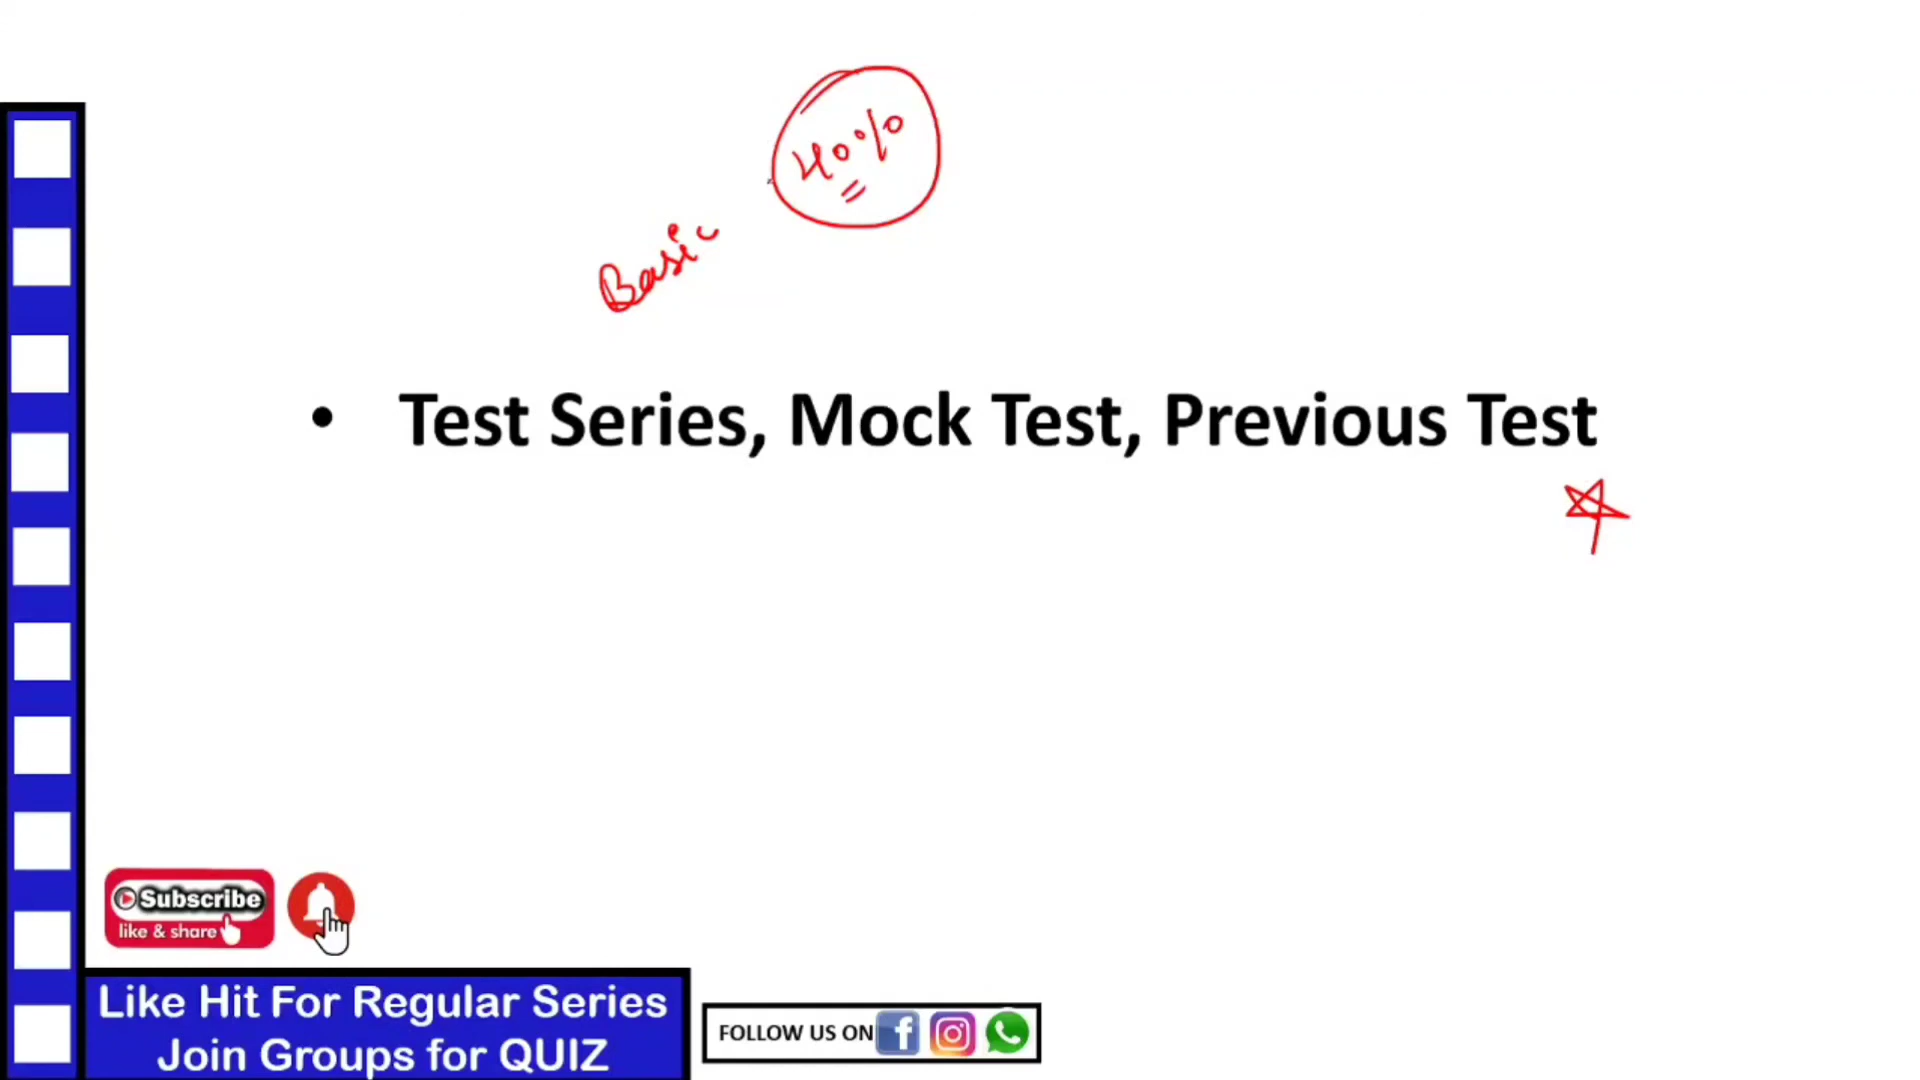 40%
Basic
• Test Series, Mock Test, Previous Test
Subscribe
like & share
Like Hit For Regular Series
Join Groups for QUIZ
FOLLOW US ON